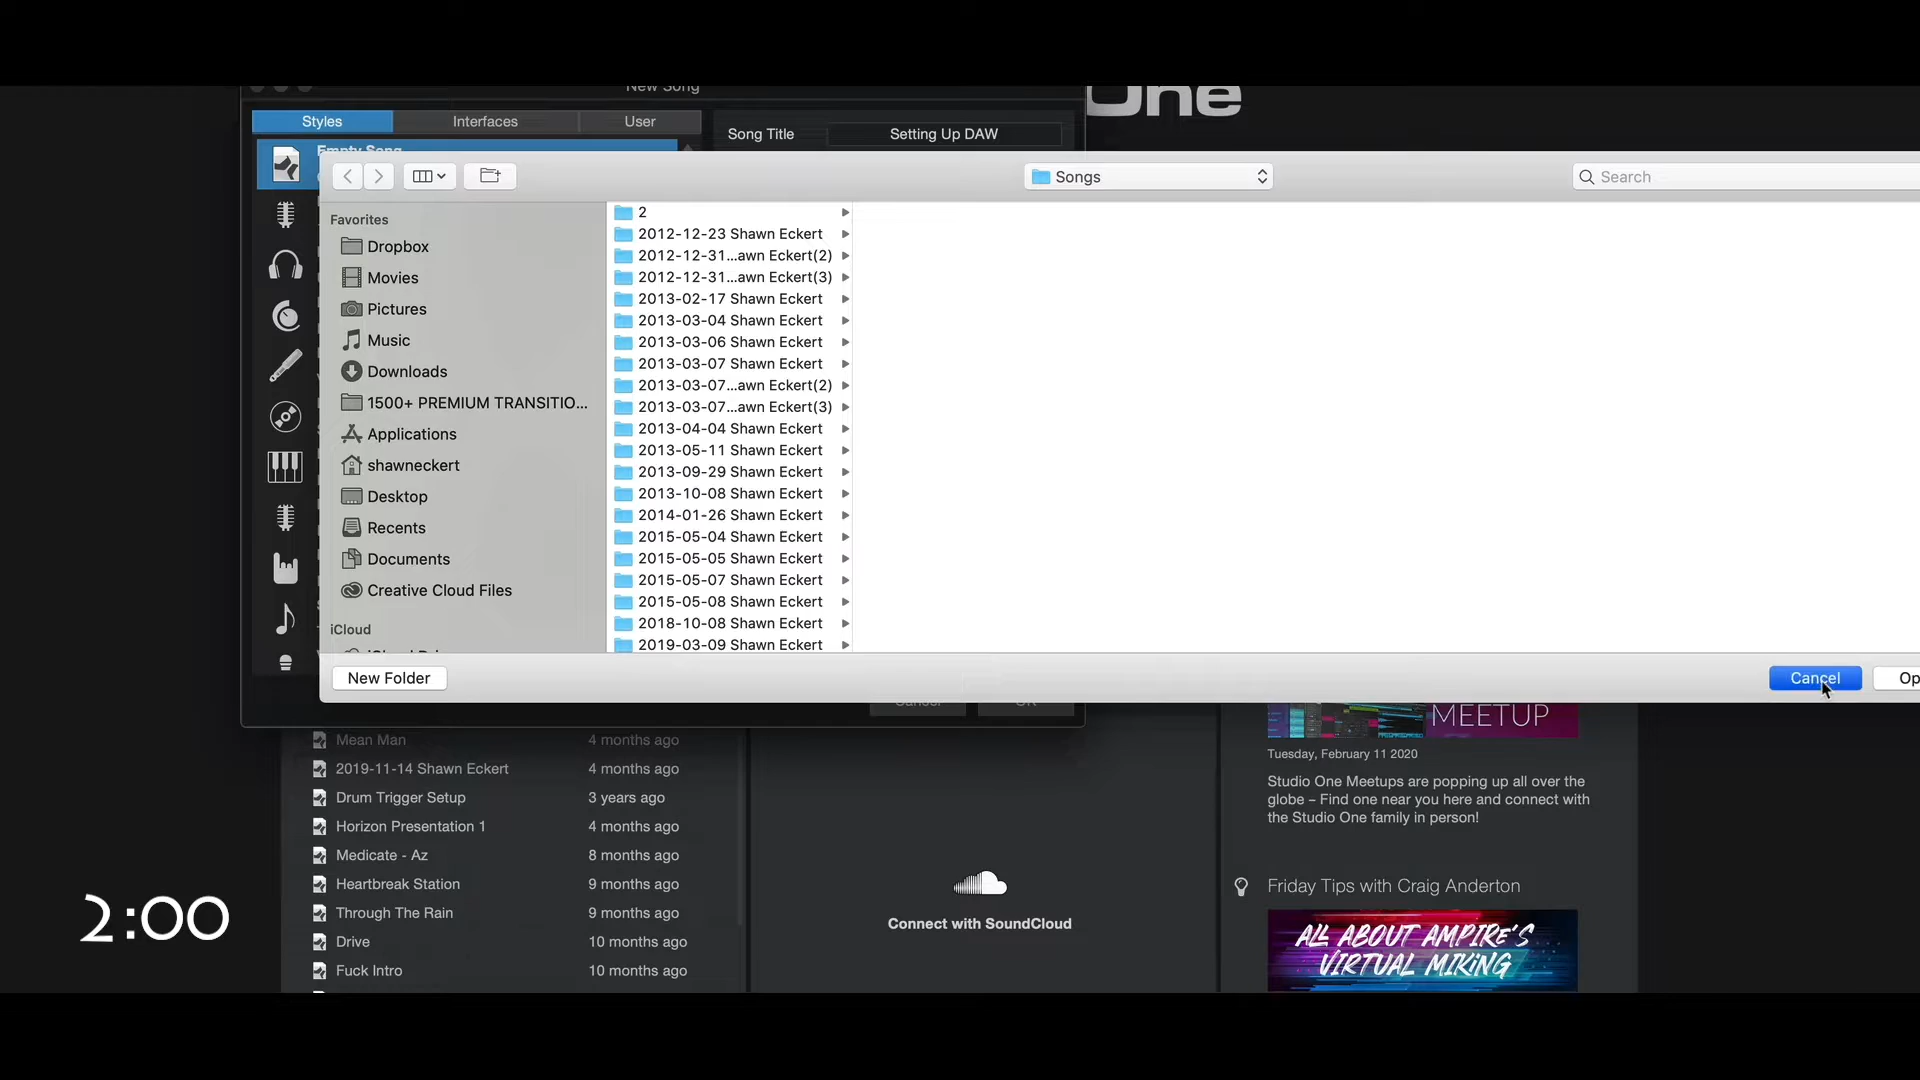 New Song
One
Styles
Interfaces
User
Song Title
Setting Up DAW
Empty Song
Songs
Search
Favorites
Dropbox
Movies
Pictures
Music
Downloads
1500+ PREMIUM TRANSITIO...
Applications
shawneckert
Desktop
Recents
Documents
Creative Cloud Files
iCloud
2
2012-12-23 Shawn Eckert
2012-12-31...awn Eckert(2)
2012-12-31...awn Eckert(3)
2013-02-17 Shawn Eckert
2013-03-04 Shawn Eckert
2013-03-06 Shawn Eckert
2013-03-07 Shawn Eckert
2013-03-07...awn Eckert(2)
2013-03-07...awn Eckert(3)
2013-04-04 Shawn Eckert
2013-05-11 Shawn Eckert
2013-09-29 Shawn Eckert
2013-10-08 Shawn Eckert
2014-01-26 Shawn Eckert
2015-05-04 Shawn Eckert
2015-05-05 Shawn Eckert
2015-05-07 Shawn Eckert
2015-05-08 Shawn Eckert
2018-10-08 Shawn Eckert
2019-03-09 Shawn Eckert
New Folder
Cancel
Op
Mean Man 4 months ago
2019-11-14 Shawn Eckert 4 months ago
Drum Trigger Setup 3 years ago
Horizon Presentation 1 4 months ago
Medicate - Az 8 months ago
Heartbreak Station 9 months ago
Through The Rain 9 months ago
Drive 10 months ago
Fuck Intro 10 months ago
Connect with SoundCloud
MEETUP
Tuesday, February 11 2020
Studio One Meetups are popping up all over the
globe – Find one near you here and connect with
the Studio One family in person!
Friday Tips with Craig Anderton
ALL ABOUT AMPIRE'S
VIRTUAL MIKING
2:00